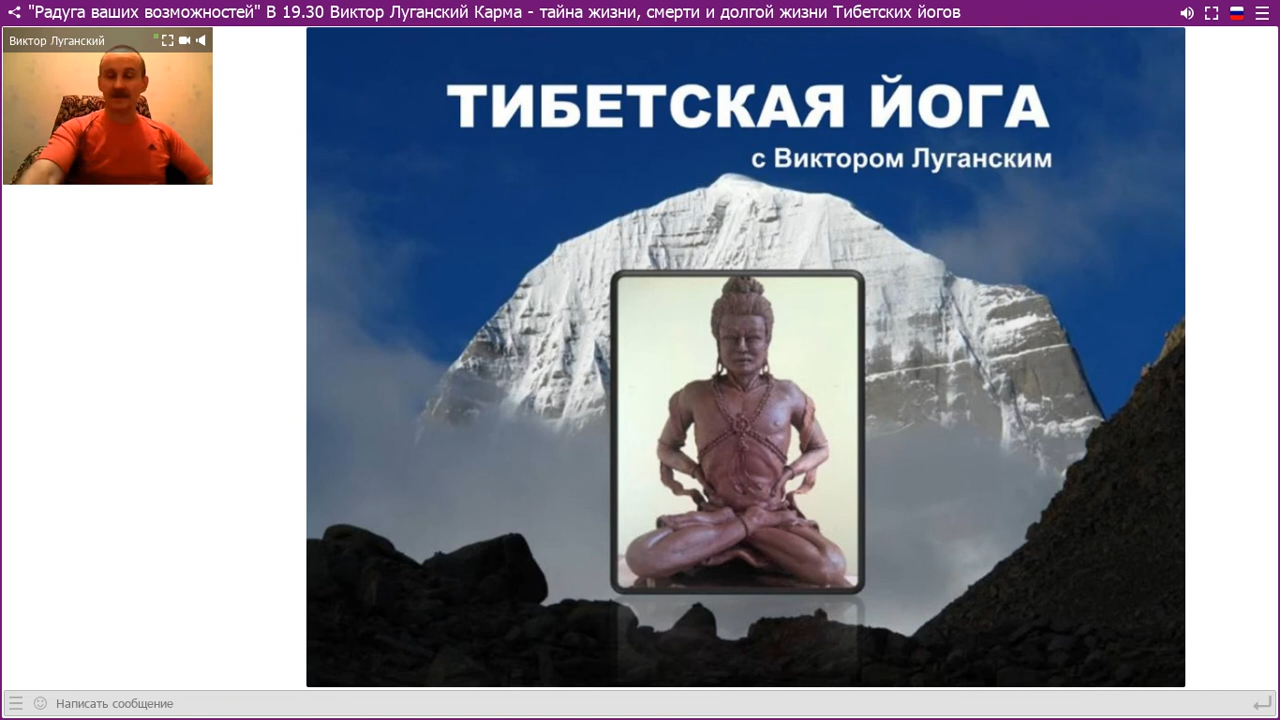 "Радуга ваших возможностей" В 19.30 Виктор Луганский Карма - тайна жизни, смерти и долгой жизни Тибетских йогов
Виктор Луганский
ТИБЕТСКАЯ ЙОГА
с Виктором Луганским
Написать сообщение